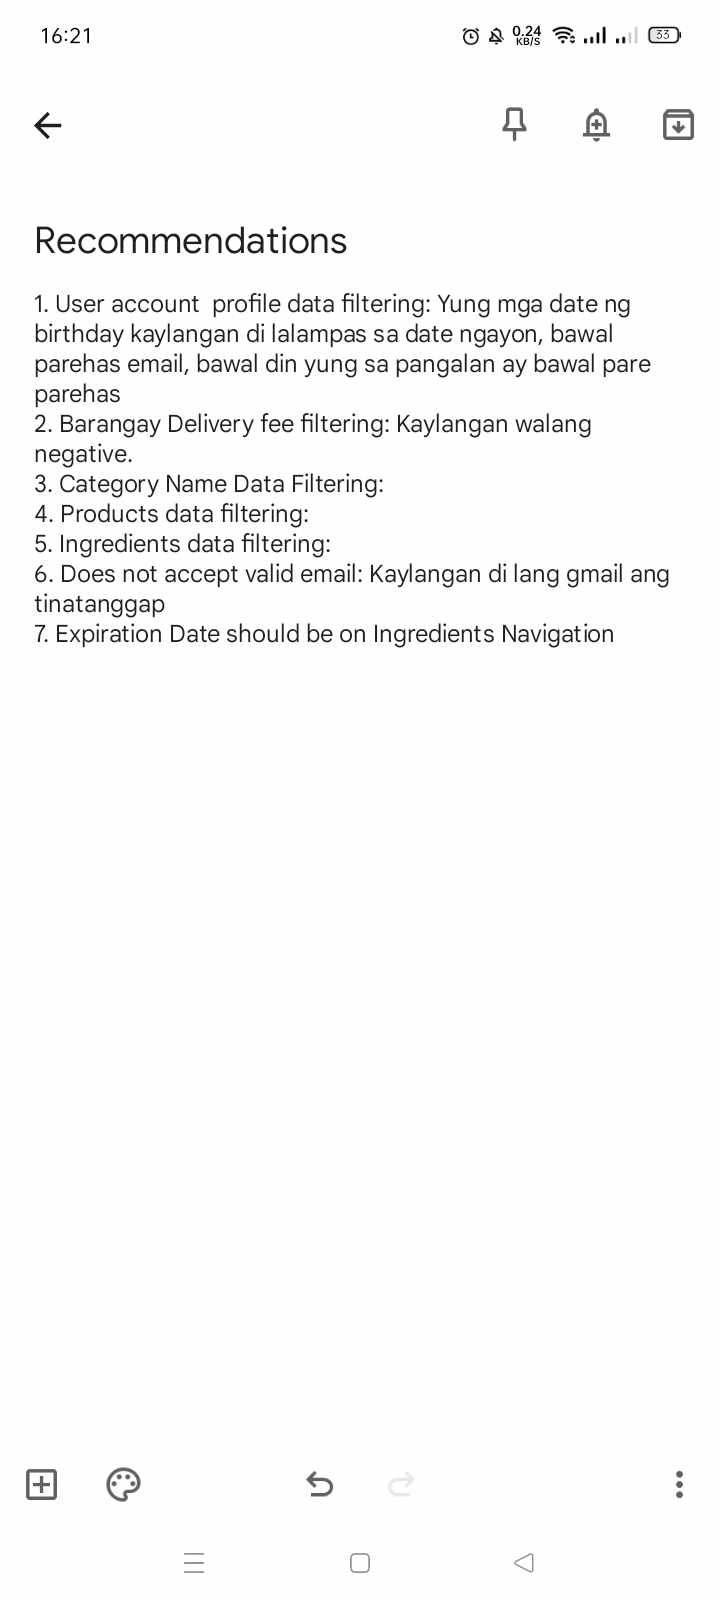 16:21
0.24
KB/S
33
Recommendations
1. User account  profile data filtering: Yung mga date ng
birthday kaylangan di lalampas sa date ngayon, bawal
parehas email, bawal din yung sa pangalan ay bawal pare
parehas
2. Barangay Delivery fee filtering: Kaylangan walang
negative.
3. Category Name Data Filtering:
4. Products data filtering:
5. Ingredients data filtering:
6. Does not accept valid email: Kaylangan di lang gmail ang
tinatanggap
7. Expiration Date should be on Ingredients Navigation